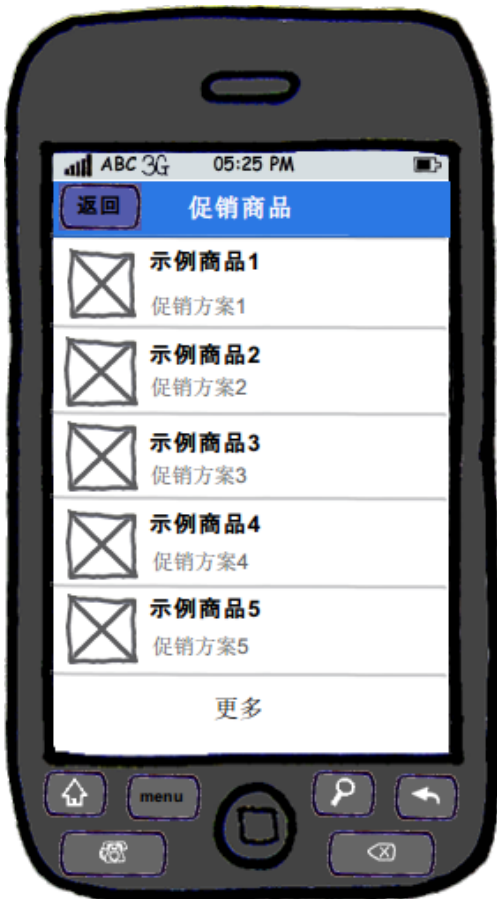 ABC 3G 05:25 PM
返回 促销商品
示例商品1
促销方案1
示例商品2
促销方案2
示例商品3
促销方案3
示例商品4
促销方案4
示例商品5
促销方案5
更多
menu